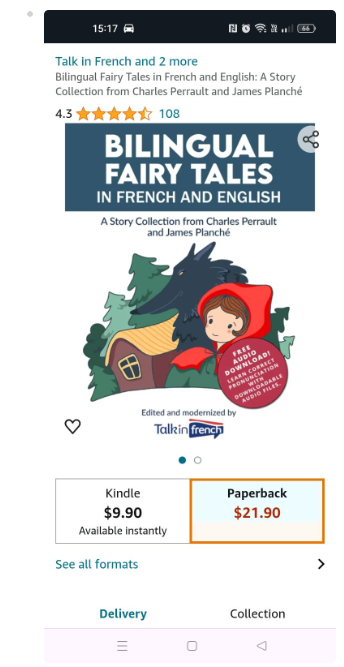 15:17
66
Talk in French and 2 more
Bilingual Fairy Tales in French and English: A Story
Collection from Charles Perrault and James Planché
4.3 108
BILINGUAL
FAIRY TALES
IN FRENCH AND ENGLISH
A Story Collection from Charles Perrault
and James Planché
FREE
AUDIO
DOWNLOAD!
LEARN CORRECT
PRONUNCIATION
WITH
DOWNLOADABLE
AUDIO FILES.
Edited and modernized by
Talk in french
Kindle
$9.90
Available instantly
Paperback
$21.90
See all formats
Delivery
Collection